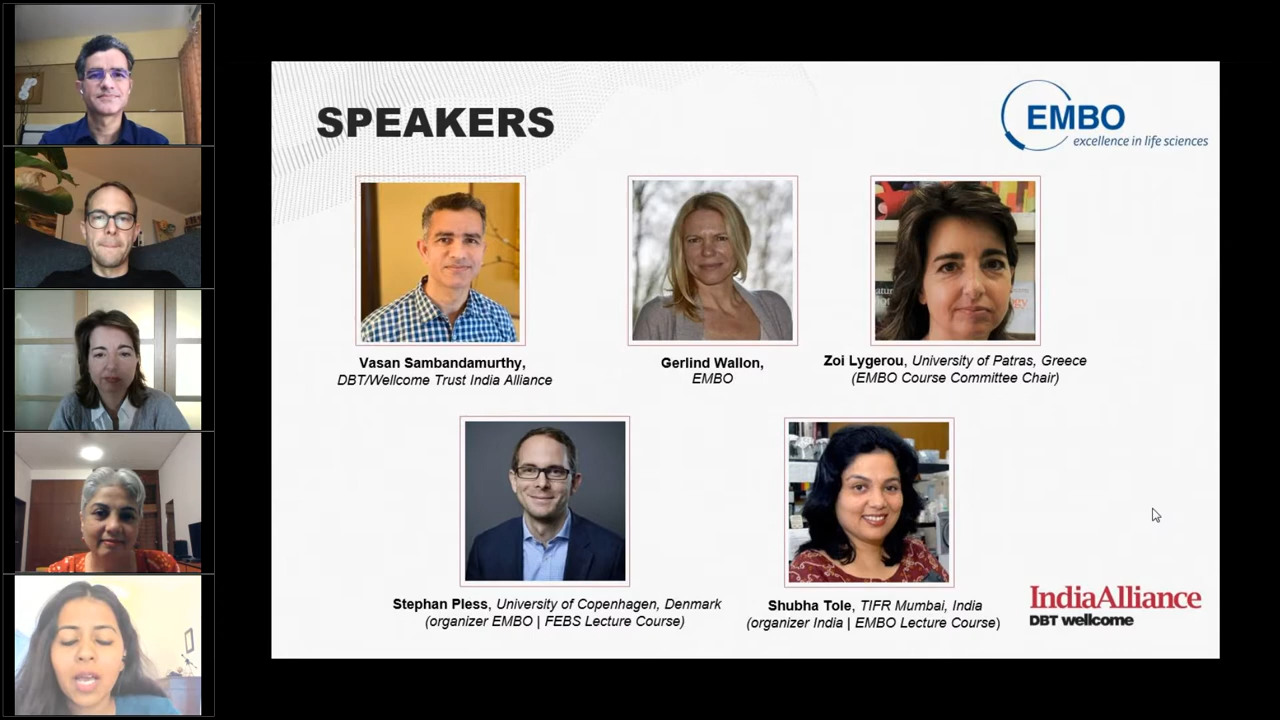 SPEAKERS
EMBO
excellence in life sciences
Vasan Sambandamurthy,
DBT/Wellcome Trust India Alliance
Gerlind Wallon,
EMBO
Zoi Lygerou, University of Patras, Greece
(EMBO Course Committee Chair)
Stephan Pless, University of Copenhagen, Denmark
(organizer EMBO | FEBS Lecture Course)
Shubha Tole, TIFR Mumbai, India
(organizer India | EMBO Lecture Course)
IndiaAlliance
DBT wellcome